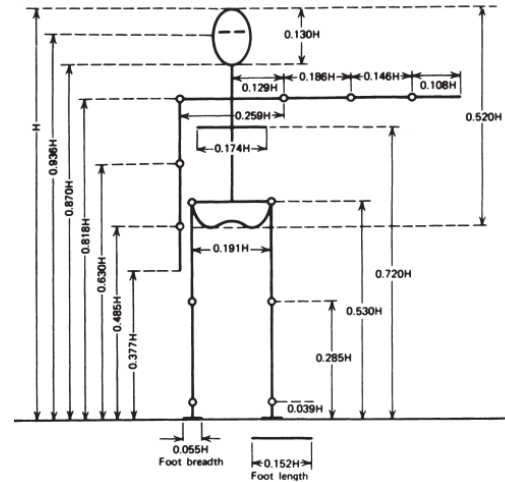 0.130H
0.186H
0.146H
0.129H
0.108H
0.520H
0.259H
0.174H
H
0.936H
0.870H
0.818H
0.630H
0.485H
0.377H
0.191H
0.720H
0.530H
0.285H
0.039H
0.055H
Foot breadth
0.152H
Foot length